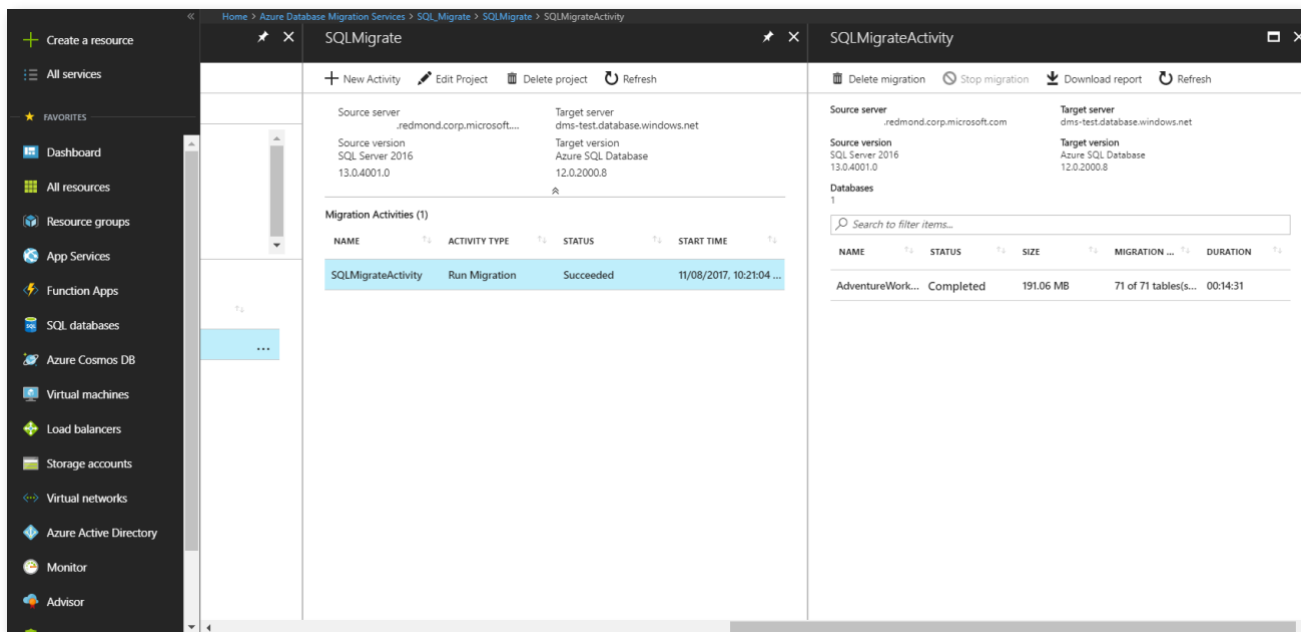 Home > Azure Database Migration Services > SQL_Migrate > SQLMigrate > SQLMigrateActivity
Create a resource
All services
FAVORITES
Dashboard
All resources
Resource groups
App Services
Function Apps
SQL databases
Azure Cosmos DB
Virtual machines
Load balancers
Storage accounts
Virtual networks
Azure Active Directory
Monitor
Advisor
...
SQLMigrate
New Activity Edit Project Delete project Refresh
Source server Target server
.redmond.corp.microsoft.... dms-test.database.windows.net
Source version Target version
SQL Server 2016 Azure SQL Database
13.0.4001.0 12.0.2000.8
Migration Activities (1)
NAME ACTIVITY TYPE STATUS START TIME
SQLMigrateActivity Run Migration Succeeded 11/08/2017, 10:21:04 ...
SQLMigrateActivity
Delete migration Stop migration Download report Refresh
Source server Target server
.redmond.corp.microsoft.com dms-test.database.windows.net
Source version Target version
SQL Server 2016 Azure SQL Database
13.0.4001.0 12.0.2000.8
Databases
1
Search to filter items...
NAME STATUS SIZE MIGRATION ... DURATION
AdventureWork... Completed 191.06 MB 71 of 71 tables(s... 00:14:31